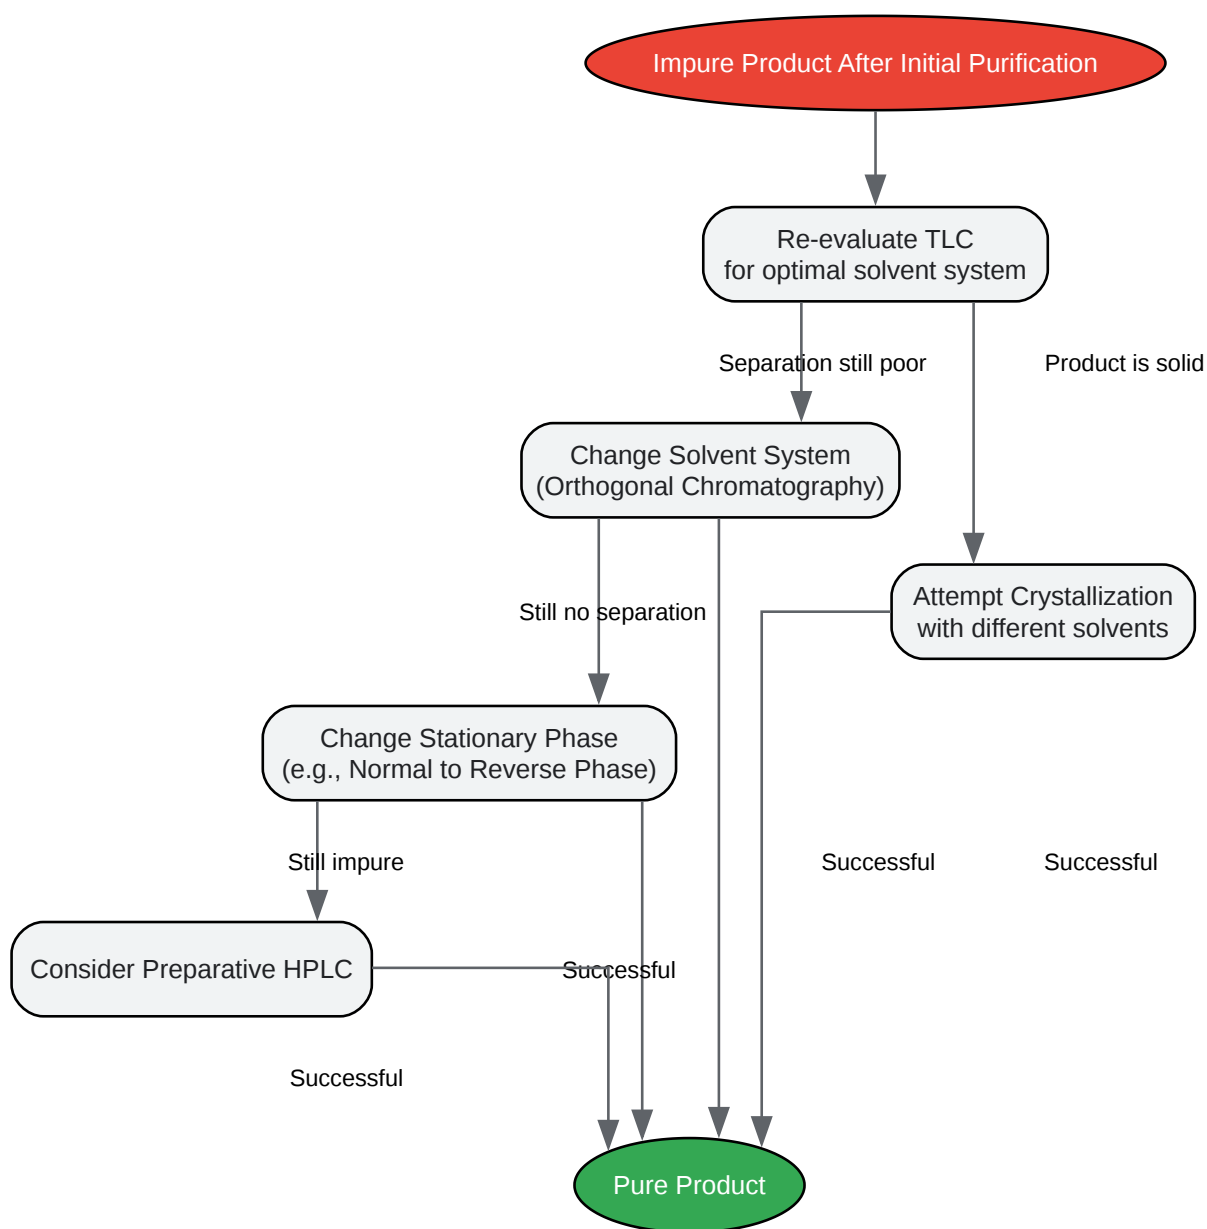 Impure Product After Initial Purification
Re-evaluate TLC
for optimal solvent system
Separation still poor
Product is solid
Change Solvent System
(Orthogonal Chromatography)
Still no separation
Attempt Crystallization
with different solvents
Change Stationary Phase
(e.g., Normal to Reverse Phase)
Still impure
Successful
Successful
Consider Preparative HPLC
Successful
Successful
Pure Product